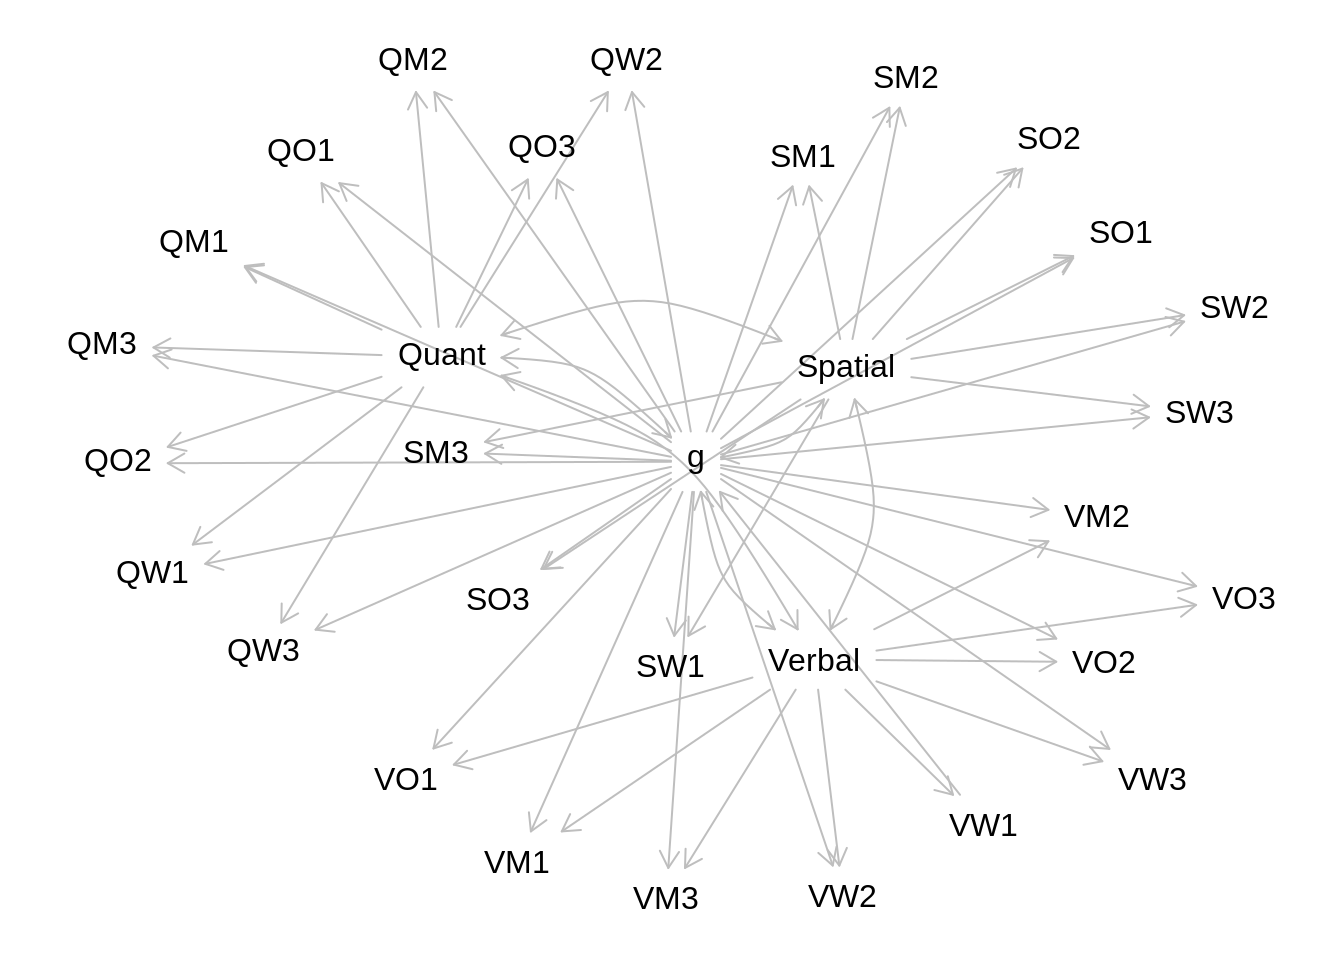 QM2
QW2
SM2
SO2
QO1
QO3
SM1
SO1
QM1
SW2
QM3
Quant
Spatial
SW3
QO2
SM3
g
VM2
QW1
SO3
VO3
QW3
SW1
Verbal
VO2
VO1
VW3
VM1
VW1
VM3
VW2